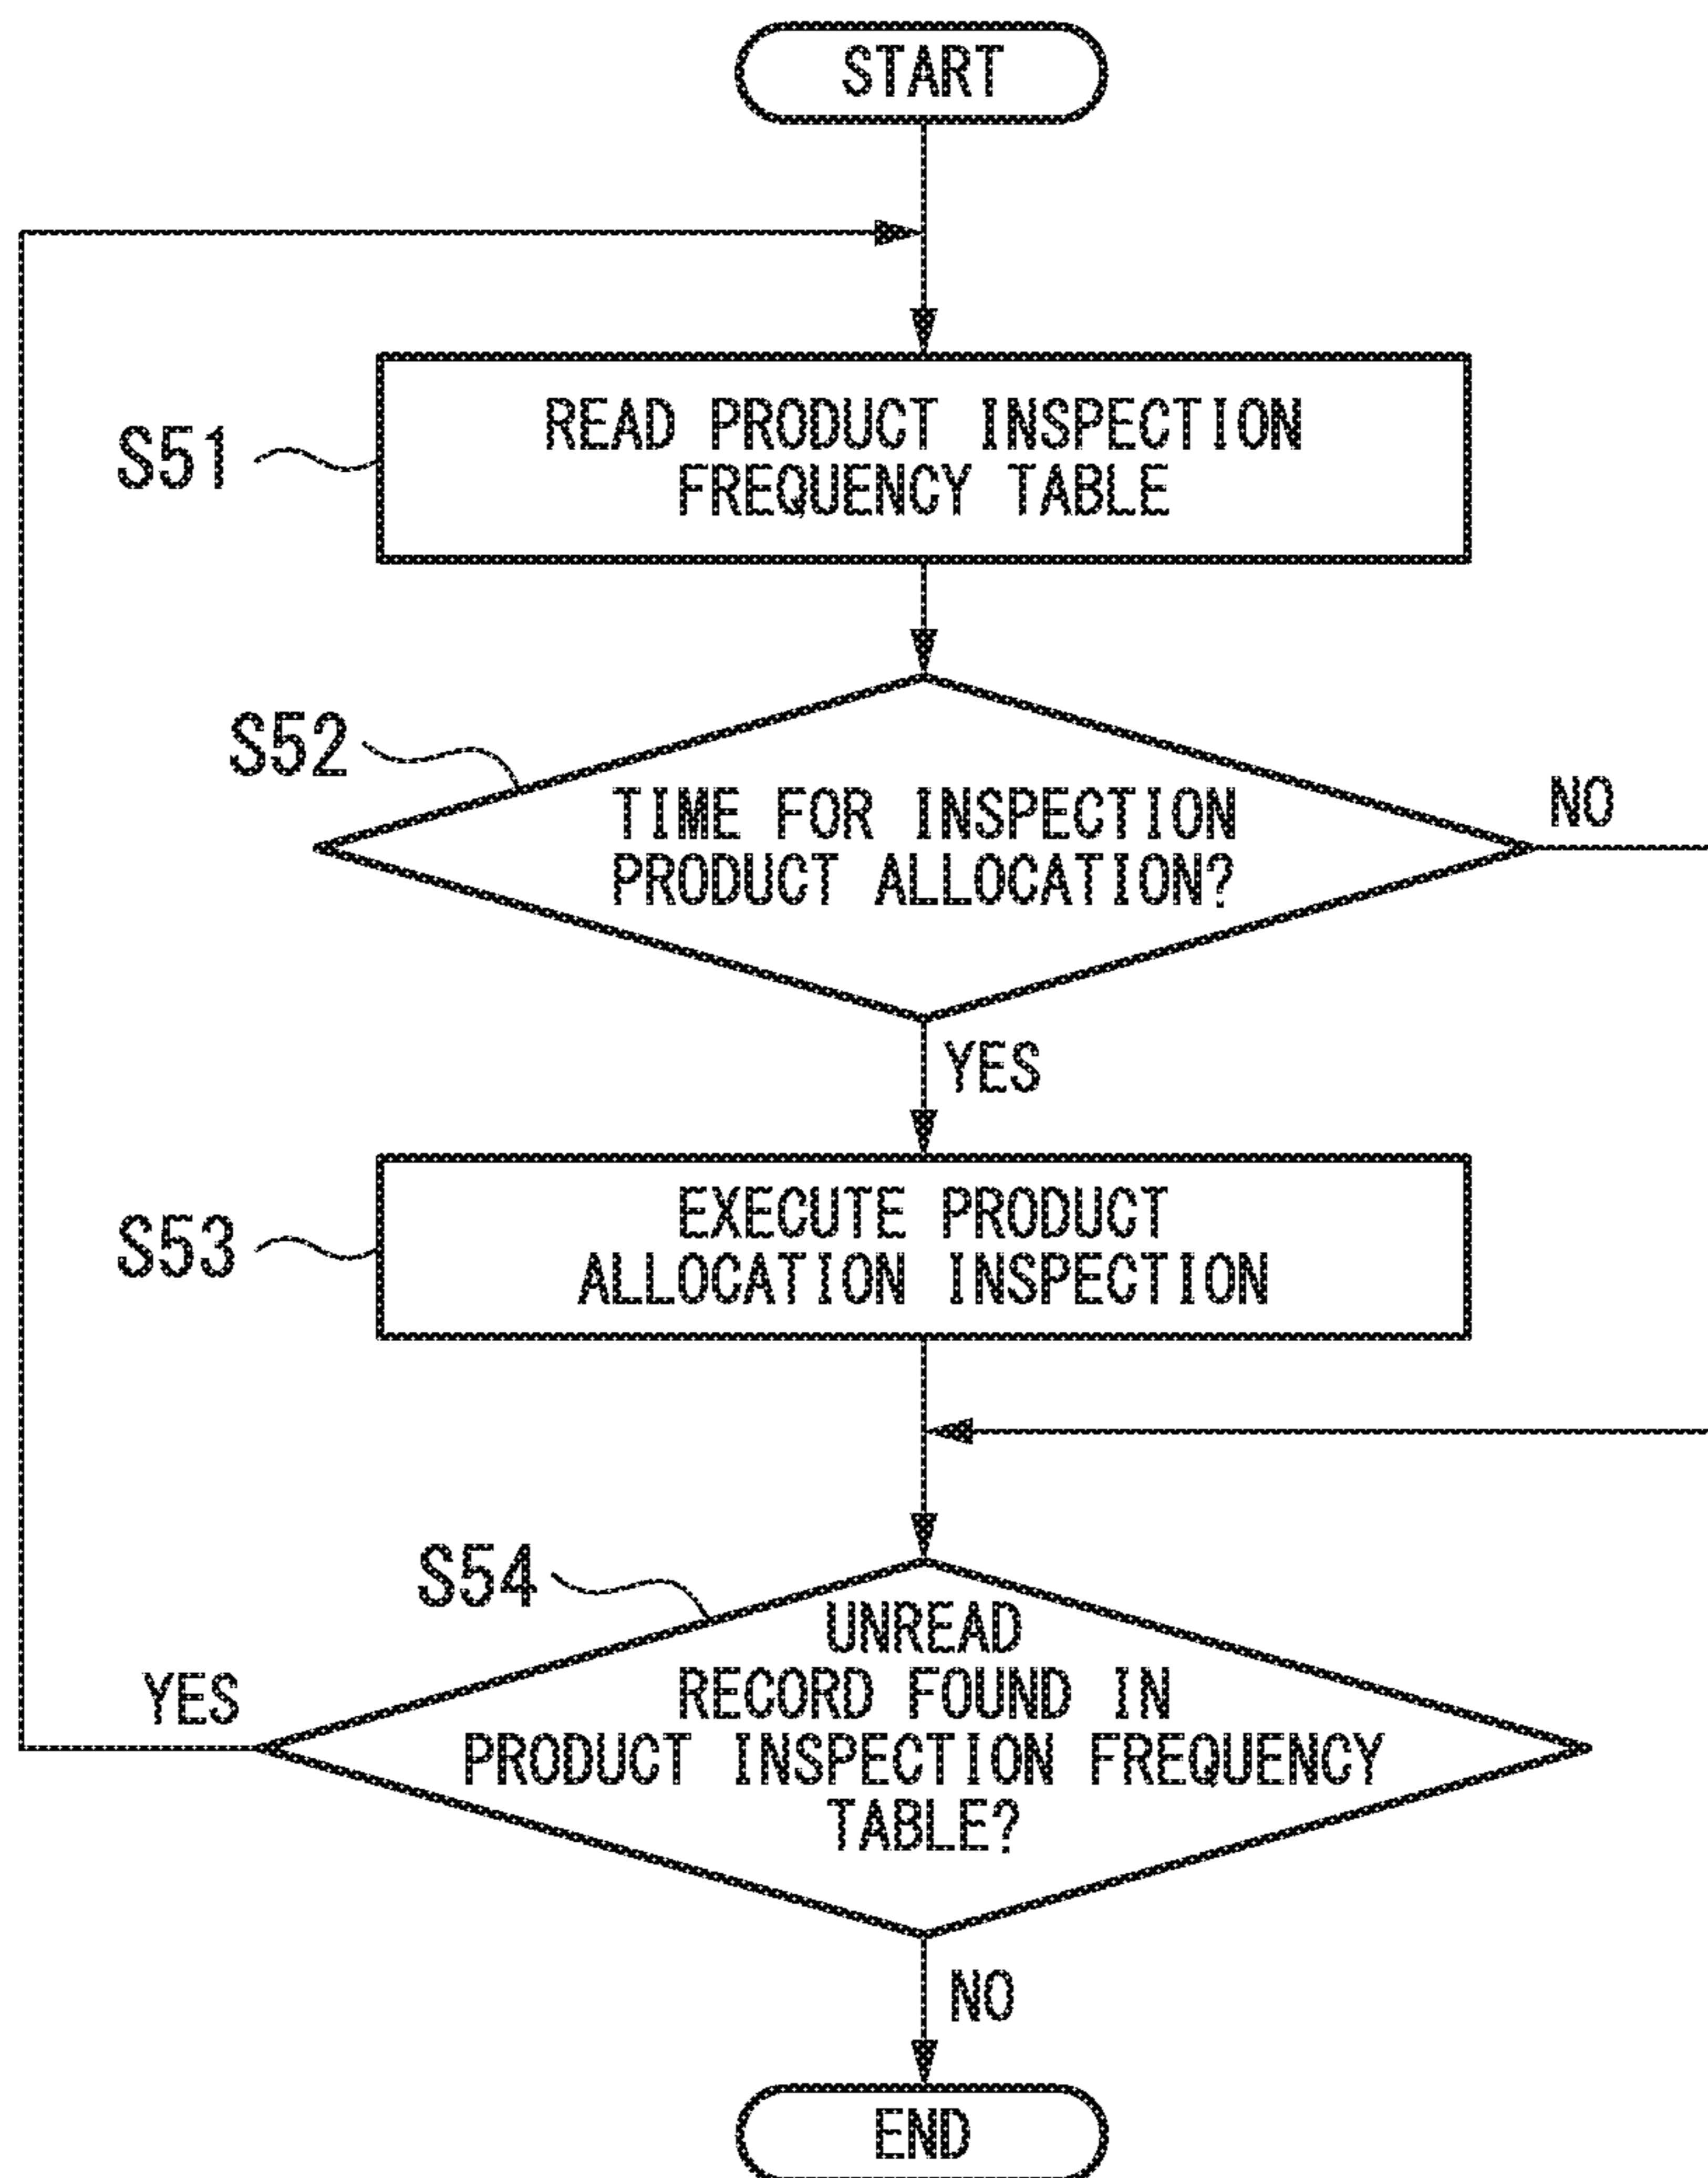 START
S51
READ PRODUCT INSPECTION
FREQUENCY TABLE
S52
TIME FOR INSPECTION
PRODUCT ALLOCATION?
NO
YES
S53
EXECUTE PRODUCT
ALLOCATION INSPECTION
S54
UNREAD
RECORD FOUND IN
PRODUCT INSPECTION FREQUENCY
TABLE?
YES
NO
END